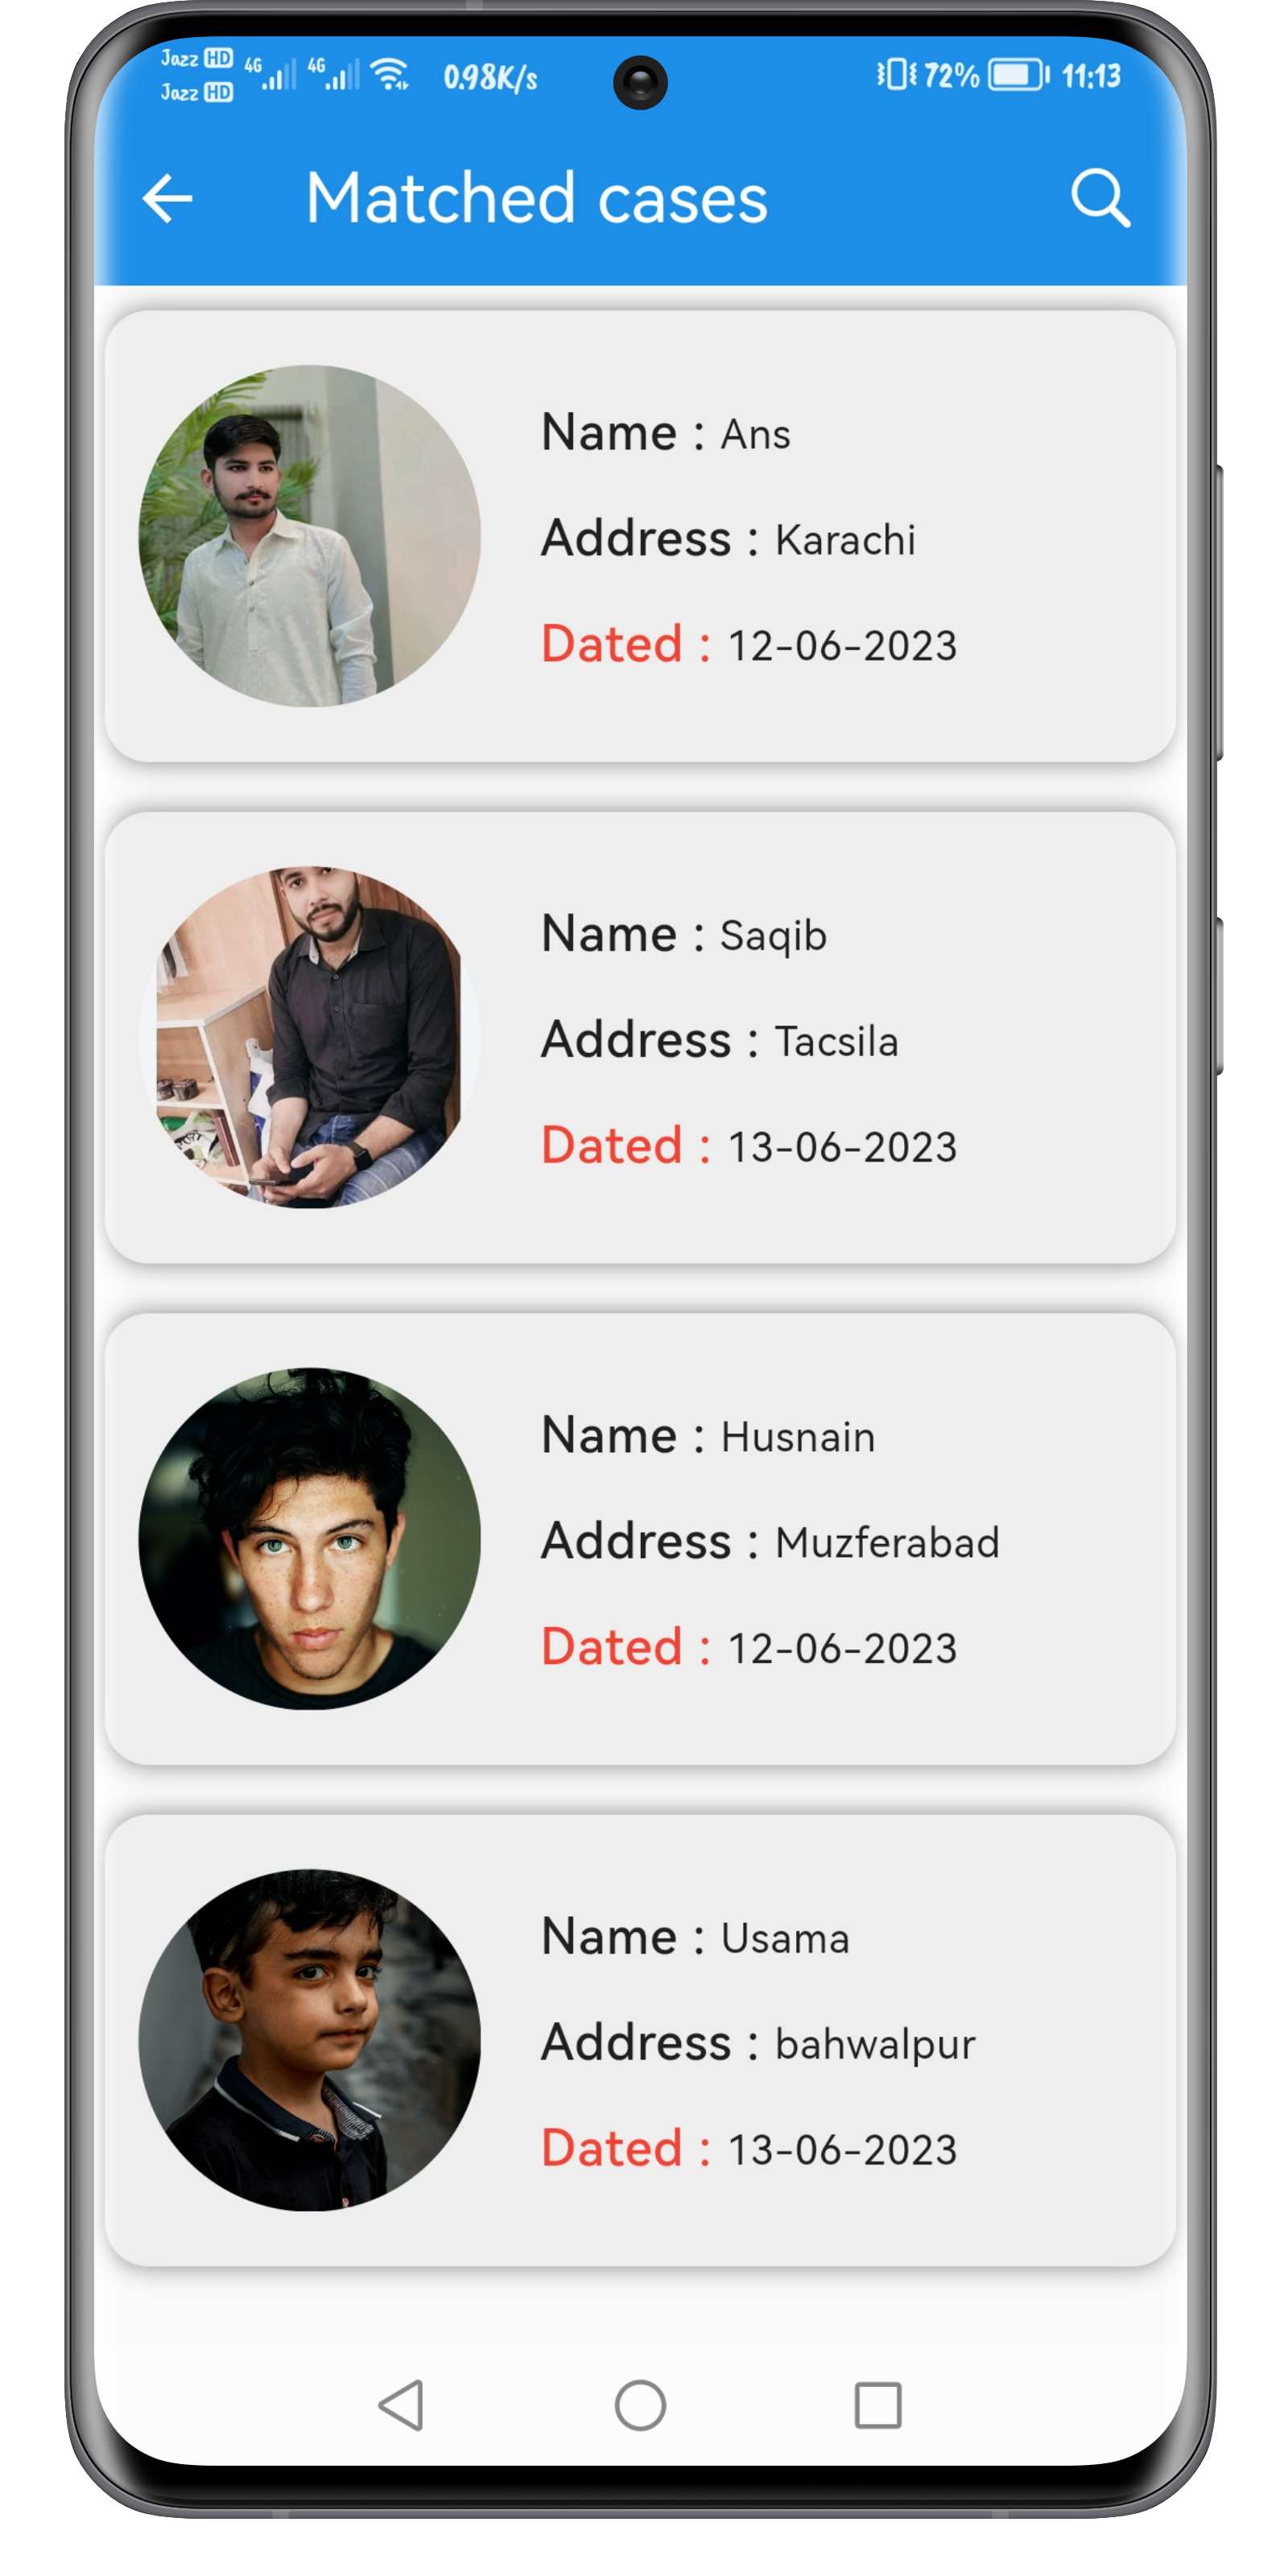 Jazz HD 4G 4G 0.98K/s 72% 11:13
Jazz HD
Matched cases
Name : Ans
Address : Karachi
Dated : 12-06-2023
Name : Saqib
Address : Tacsila
Dated : 13-06-2023
Name : Husnain
Address : Muzferabad
Dated : 12-06-2023
Name : Usama
Address : bahwalpur
Dated : 13-06-2023